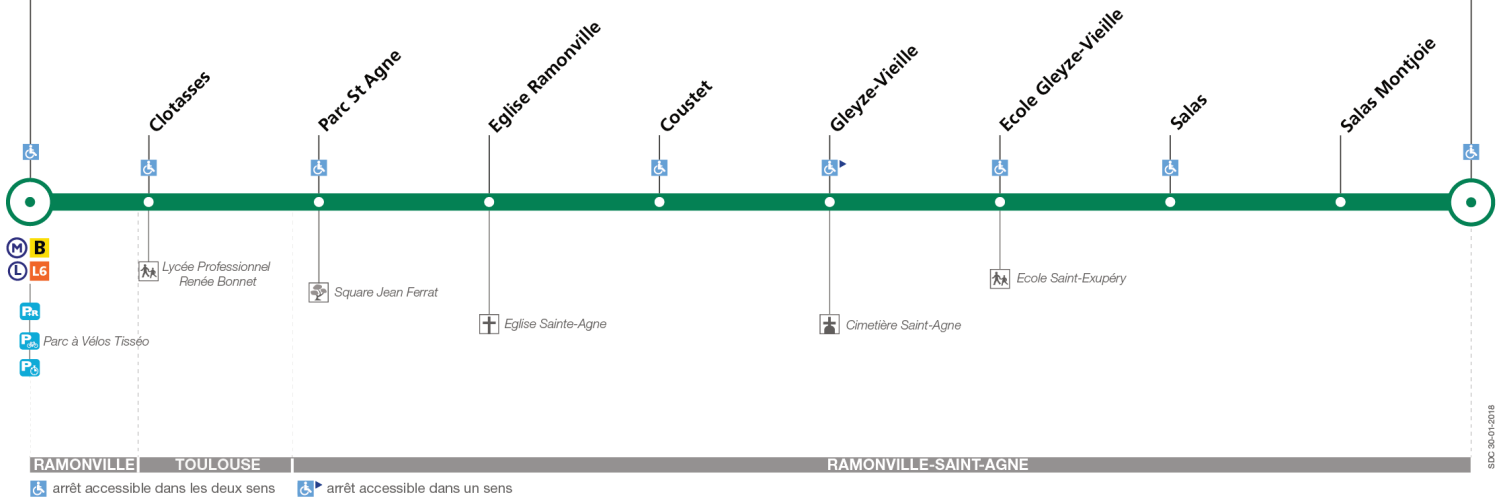 Clotasses
Parc St Agne
Eglise Ramonville
Coustet
Gleyze-Vieille
Ecole Gleyze-Vieille
Salas
Salas Montjoie
M B
L L6
Lycée Professionnel
Renée Bonnet
Square Jean Ferrat
Eglise Sainte-Agne
Cimetière Saint-Agne
Ecole Saint-Exupéry
P+R
P Parc à Vélos Tisséo
P
SDC 30-01-2018
RAMONVILLE TOULOUSE RAMONVILLE-SAINT-AGNE
arrêt accessible dans les deux sens arrêt accessible dans un sens